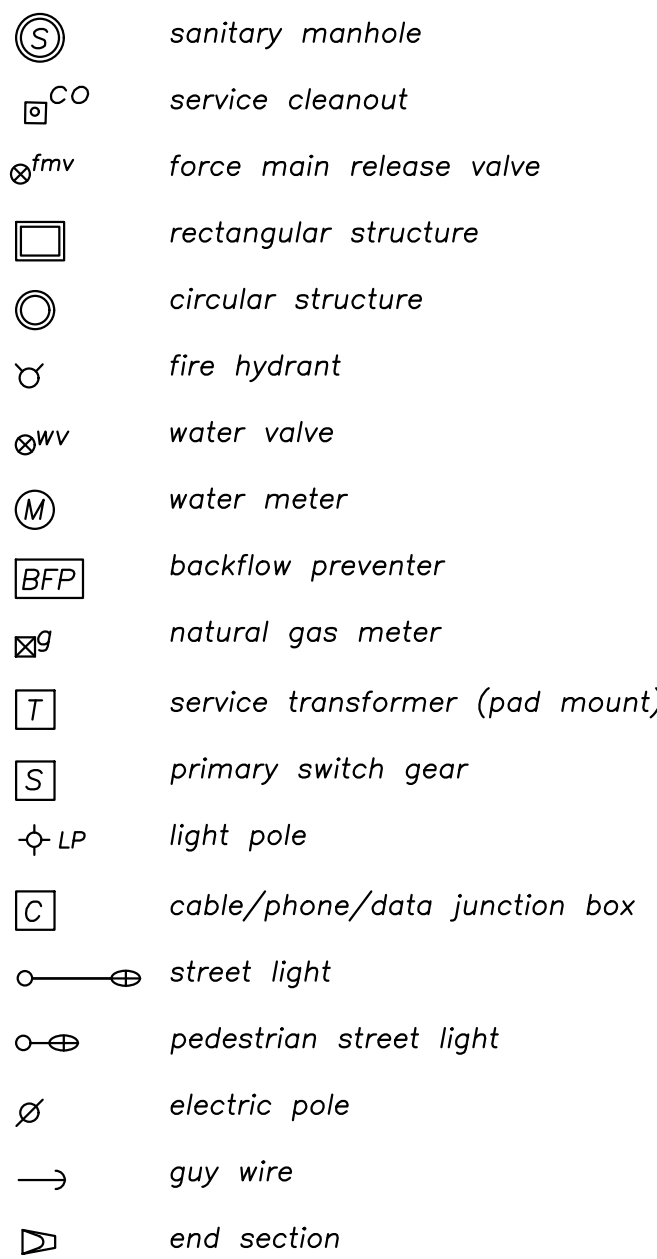 S sanitary manhole
CO service cleanout
fmv force main release valve
rectangular structure
circular structure
fire hydrant
wv water valve
M water meter
BFP backflow preventer
g natural gas meter
T service transformer (pad mount)
S primary switch gear
LP light pole
C cable/phone/data junction box
street light
pedestrian street light
electric pole
guy wire
end section